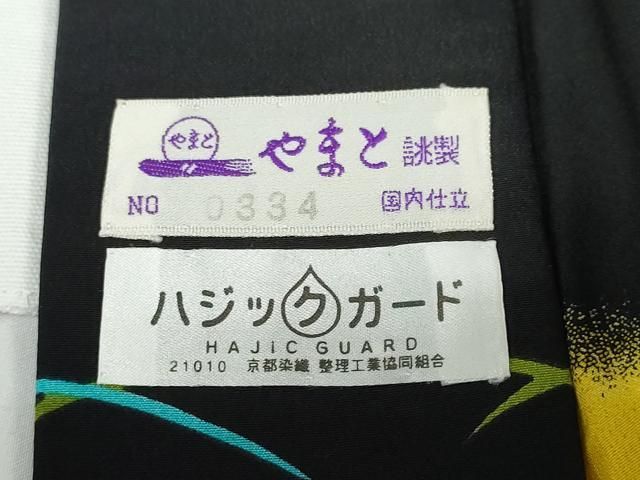 やまと
やまと 謹製
NO 0334 国内仕立
ハジックガード
HAJiC GUARD
21010 京都染織 整理工業協同組合